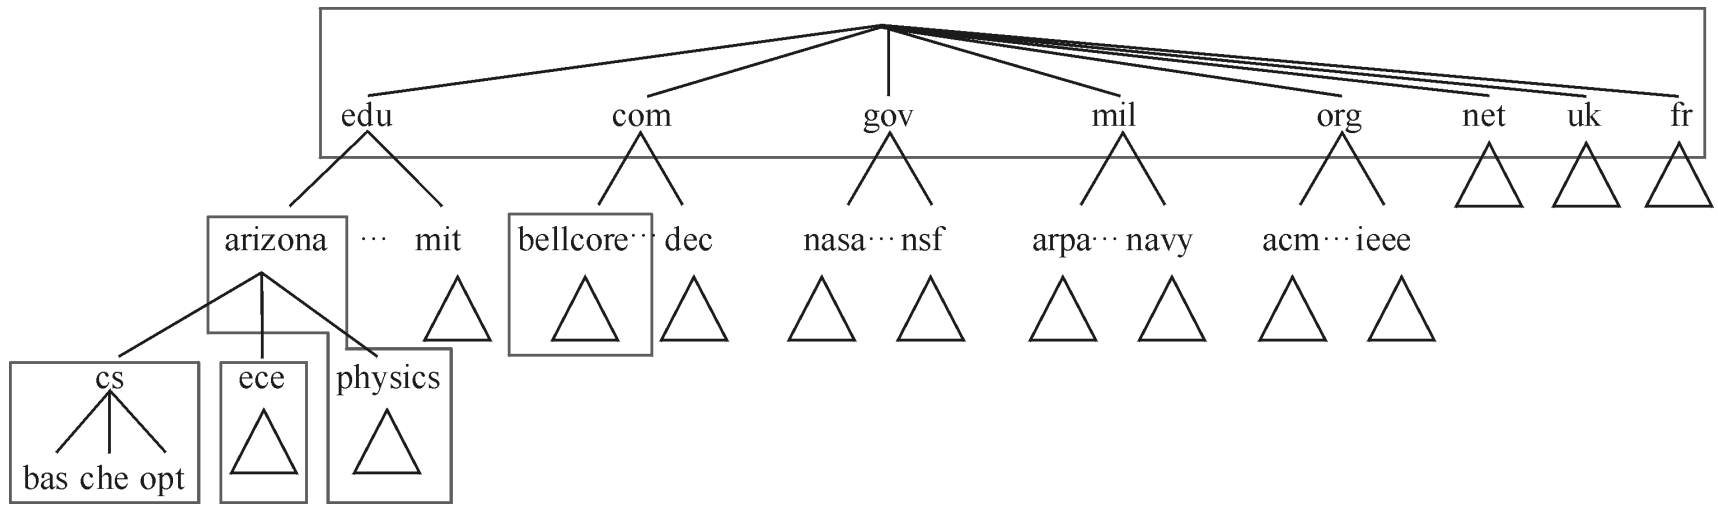 edu com gov mil org net uk fr
arizona ··· mit bellcore ··· dec nasa ··· nsf arpa ··· navy acm ··· ieee
cs ece physics
bas che opt